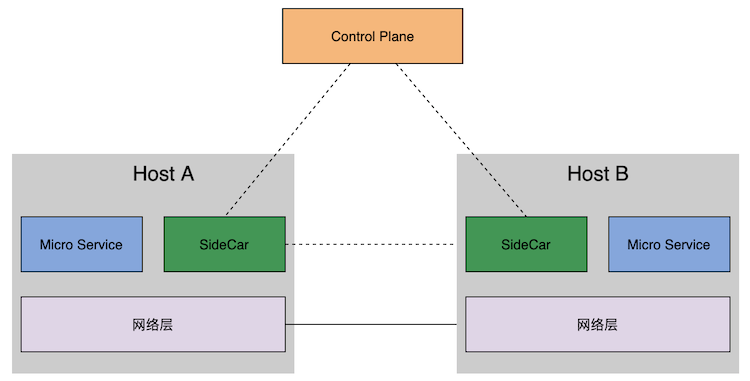 Control Plane
Host A
Host B
Micro Service
SideCar
SideCar
Micro Service
网络层
网络层